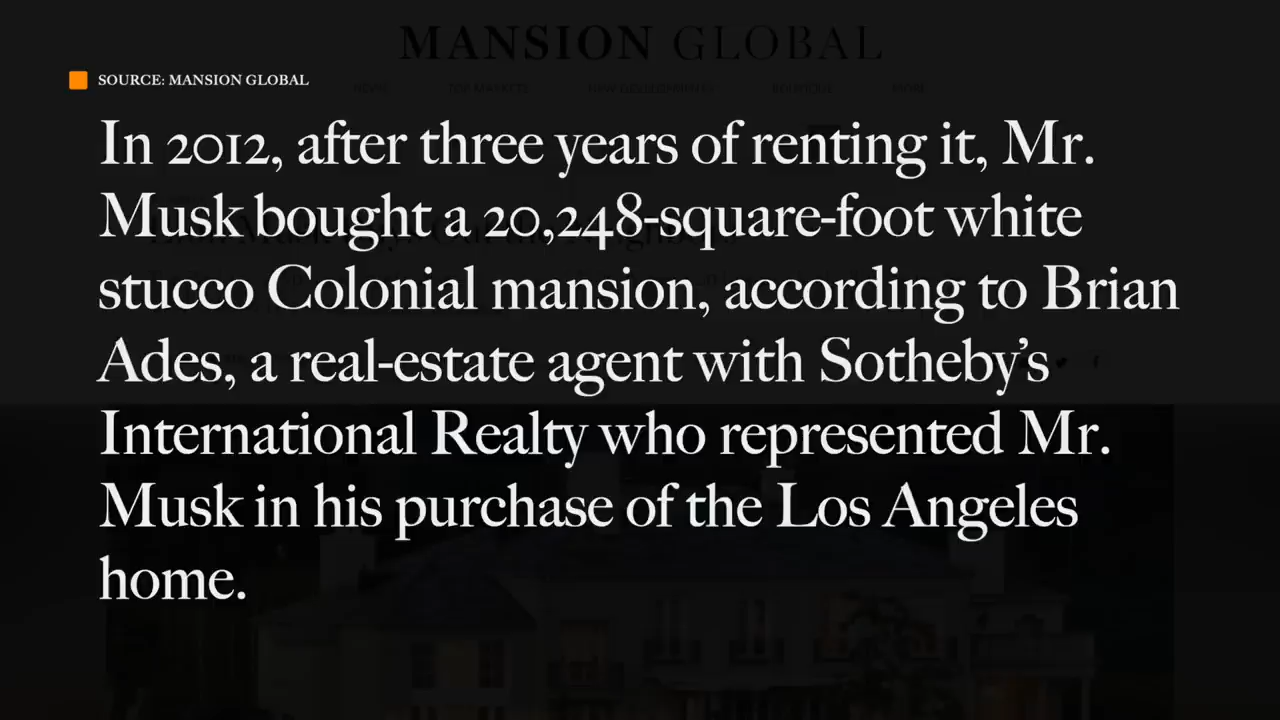 MANSION GLOBAL
SOURCE: MANSION GLOBAL
In 2012, after three years of renting it, Mr.
Musk bought a 20,248-square-foot white
stucco Colonial mansion, according to Brian
Ades, a real-estate agent with Sotheby's
International Realty who represented Mr.
Musk in his purchase of the Los Angeles
home.